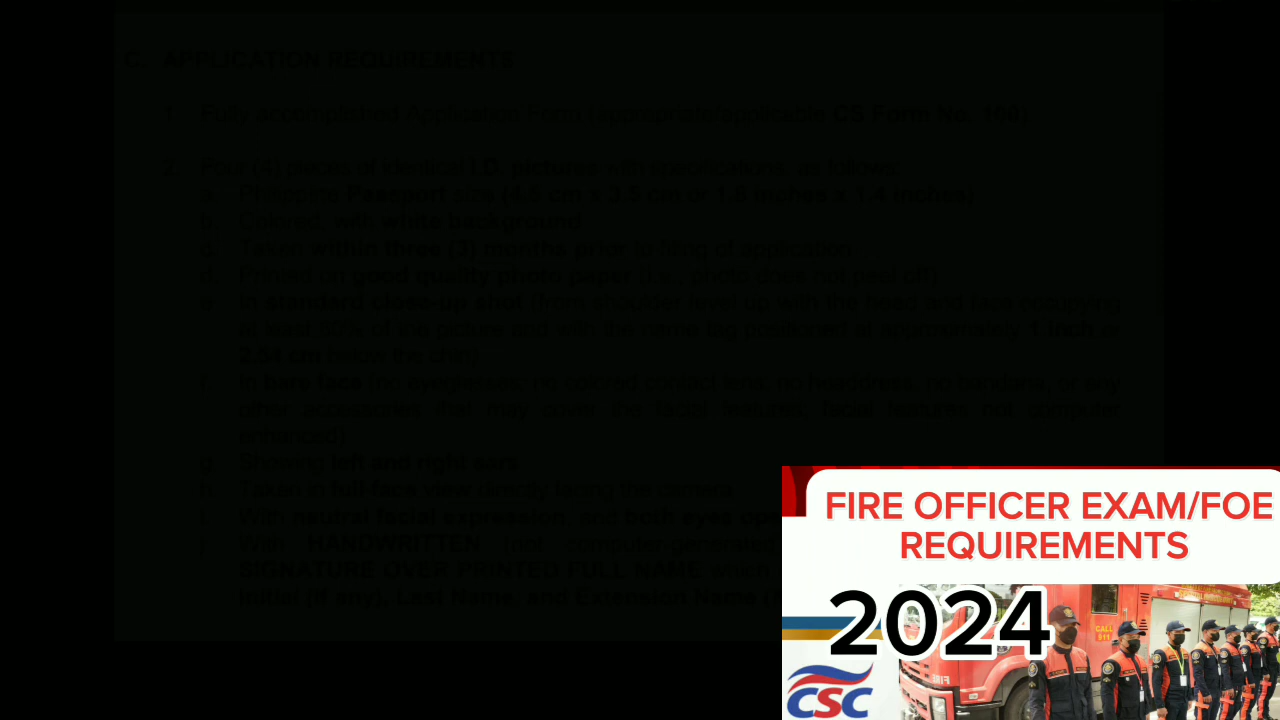 C. APPLICATION REQUIREMENTS
1. Fully accomplished Application Form (appropriate/applicable CS Form No. 100)
2. Four (4) pieces of identical I.D. pictures with specifications, as follows
a. Philippine Passport size (4.5 cm x 3.5 cm or 1.8 inches x 1.4 inches)
b. Colored, with white background
c. Taken within three (3) months prior to filing of application
d. Printed on good quality photo paper (i.e., photo does not peel off)
e. In standard close-up shot (from shoulder level up with the head and face occupying
at least 80% of the picture and with the name tag positioned at approximately 1 inch or
2.54 cm below the chin)
f. In bare face (no eyeglasses, no colored contact lens, no headdress, no bandana, or any
other accessories that may cover the facial features; facial features not computer
enhanced)
g. Showing left and right ears
h. Taken in full-face view directly facing the camera
i. With natural facial expression, and both eyes
j. With HANDWRITTEN (not computer-generated)
SIGNATURE OVER PRINTED FULL NAME
Initial (if any), Last Name, and Extension Name
FIRE OFFICER EXAM/FOE
REQUIREMENTS
2024
CALL
911
CSC